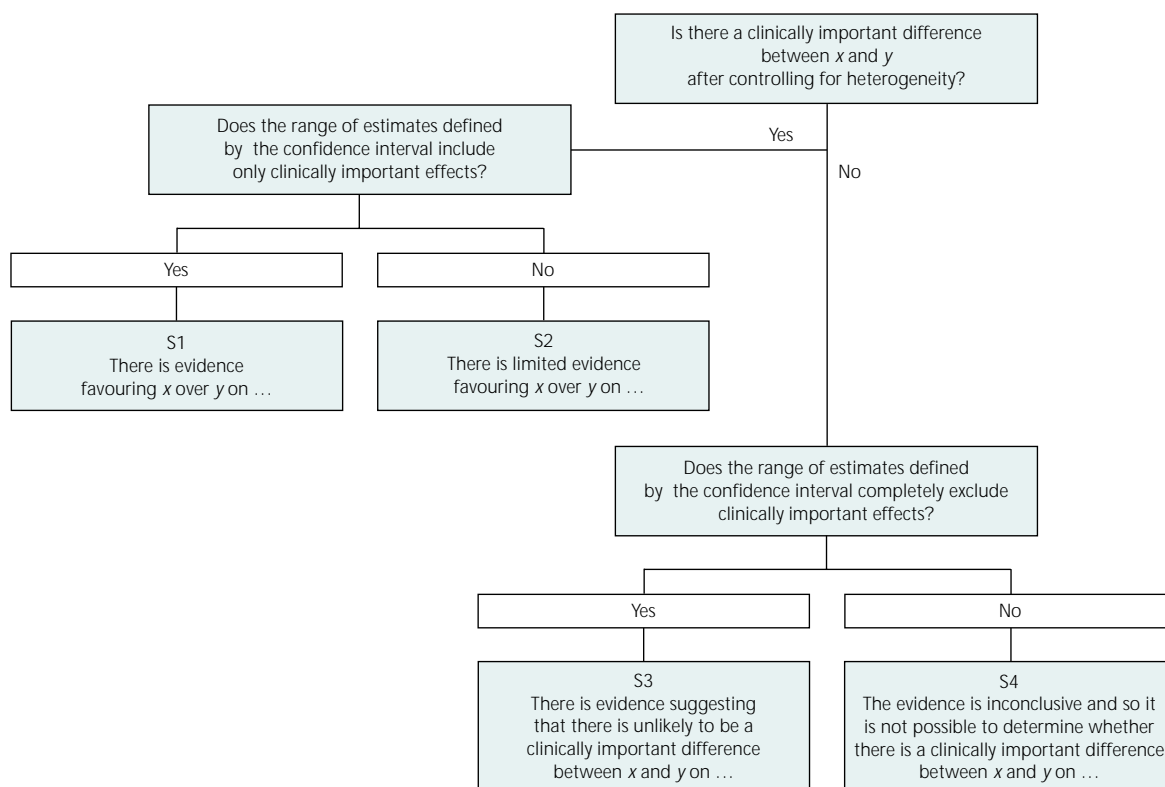 Is there a clinically important difference
between x and y
after controlling for heterogeneity?
Yes
No
Does the range of estimates defined
by the confidence interval include
only clinically important effects?
Yes
No
S1
There is evidence
favouring x over y on …
S2
There is limited evidence
favouring x over y on …
Does the range of estimates defined
by the confidence interval completely exclude
clinically important effects?
Yes
No
S3
There is evidence suggesting
that there is unlikely to be a
clinically important difference
between x and y on …
S4
The evidence is inconclusive and so it
is not possible to determine whether
there is a clinically important difference
between x and y on …